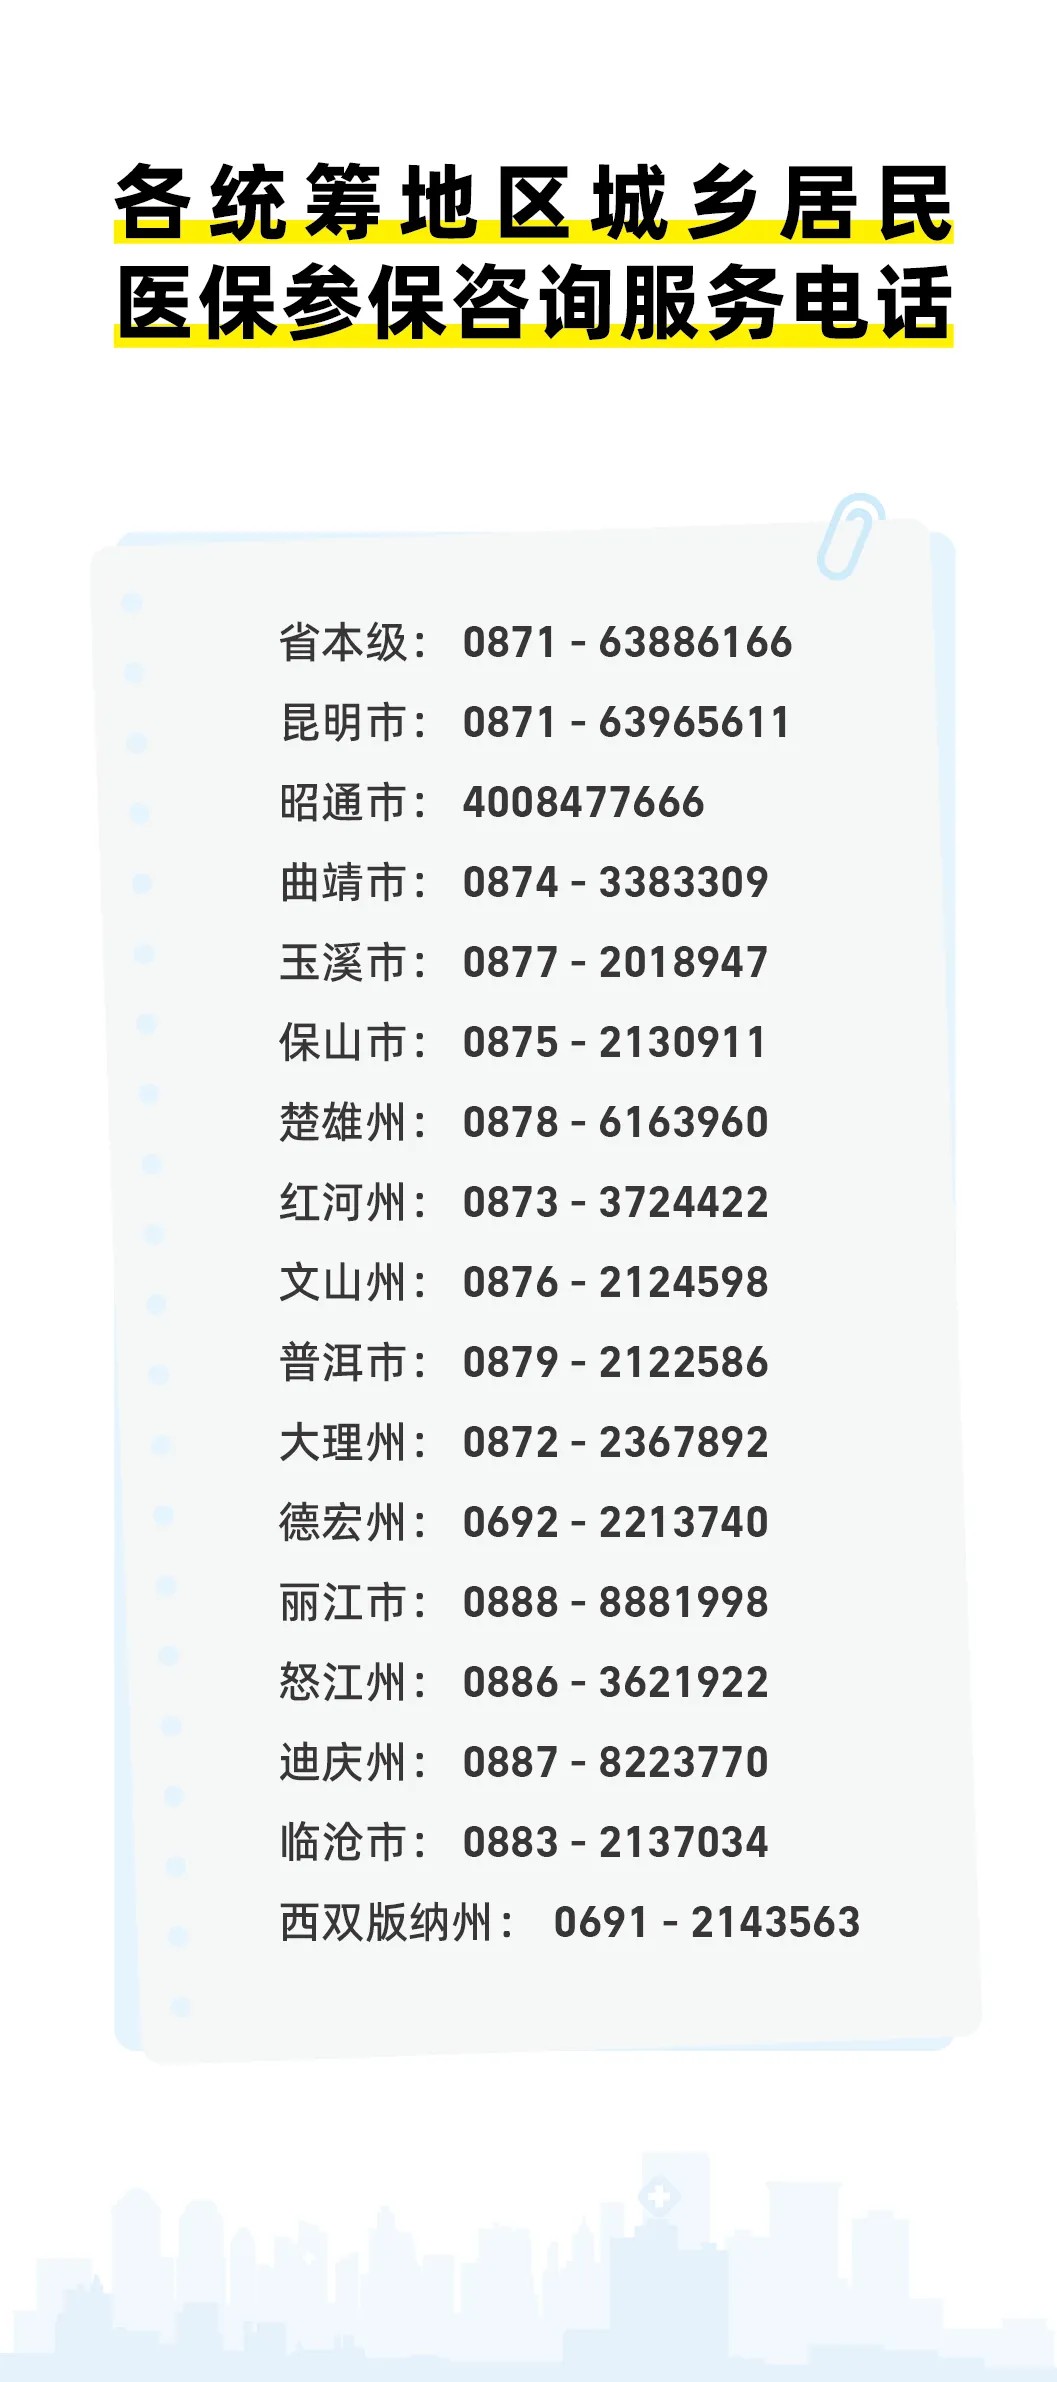 各统筹地区城乡居民
医保参保咨询服务电话
省本级： 0871 - 63886166
昆明市： 0871 - 63965611
昭通市： 4008477666
曲靖市： 0874 - 3383309
玉溪市： 0877 - 2018947
保山市： 0875 - 2130911
楚雄州： 0878 - 6163960
红河州： 0873 - 3724422
文山州： 0876 - 2124598
普洱市： 0879 - 2122586
大理州： 0872 - 2367892
德宏州： 0692 - 2213740
丽江市： 0888 - 8881998
怒江州： 0886 - 3621922
迪庆州： 0887 - 8223770
临沧市： 0883 - 2137034
西双版纳州： 0691 - 2143563